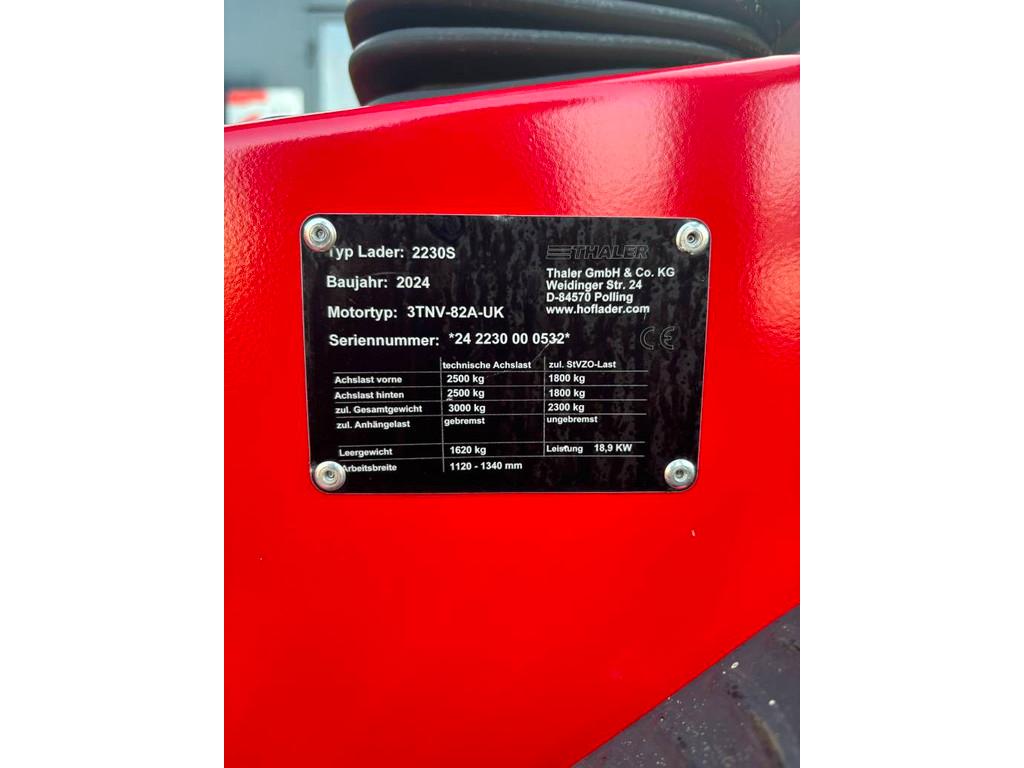 Typ Lader: 2230S
Baujahr: 2024
Motortyp: 3TNV-82A-UK
Seriennummer: *24 2230 00 0532*
THALER
Thaler GmbH & Co. KG
Weidinger Str. 24
D-84570 Polling
www.hoflader.com
CE
technische Achslast zul. StVZO-Last
Achslast vorne 2500 kg 1800 kg
Achslast hinten 2500 kg 1800 kg
zul. Gesamtgewicht 3000 kg 2300 kg
zul. Anhängelast gebremst ungebremst
Leergewicht 1620 kg Leistung 18,9 KW
Arbeitsbreite 1120 - 1340 mm